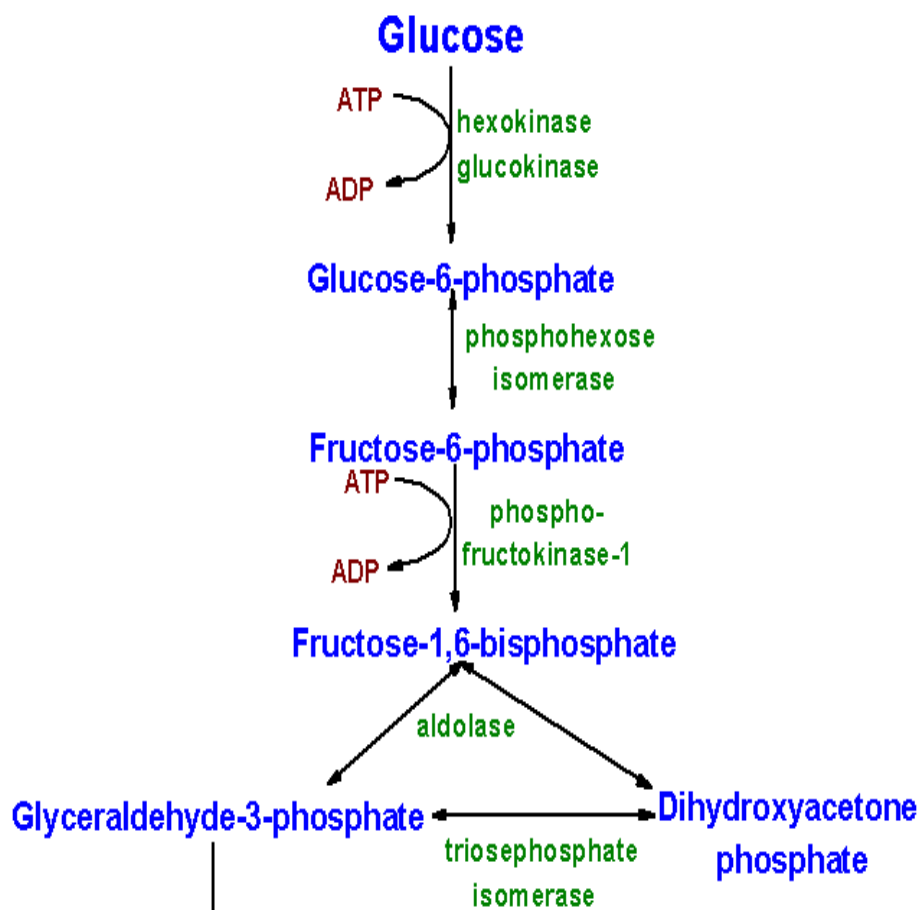 Glucose
ATP
hexokinase
glucokinase
ADP
Glucose-6-phosphate
phosphohexose
isomerase
Fructose-6-phosphate
ATP
phospho-
fructokinase-1
ADP
Fructose-1,6-bisphosphate
aldolase
Glyceraldehyde-3-phosphate
Dihydroxyacetone
phosphate
triosephosphate
isomerase